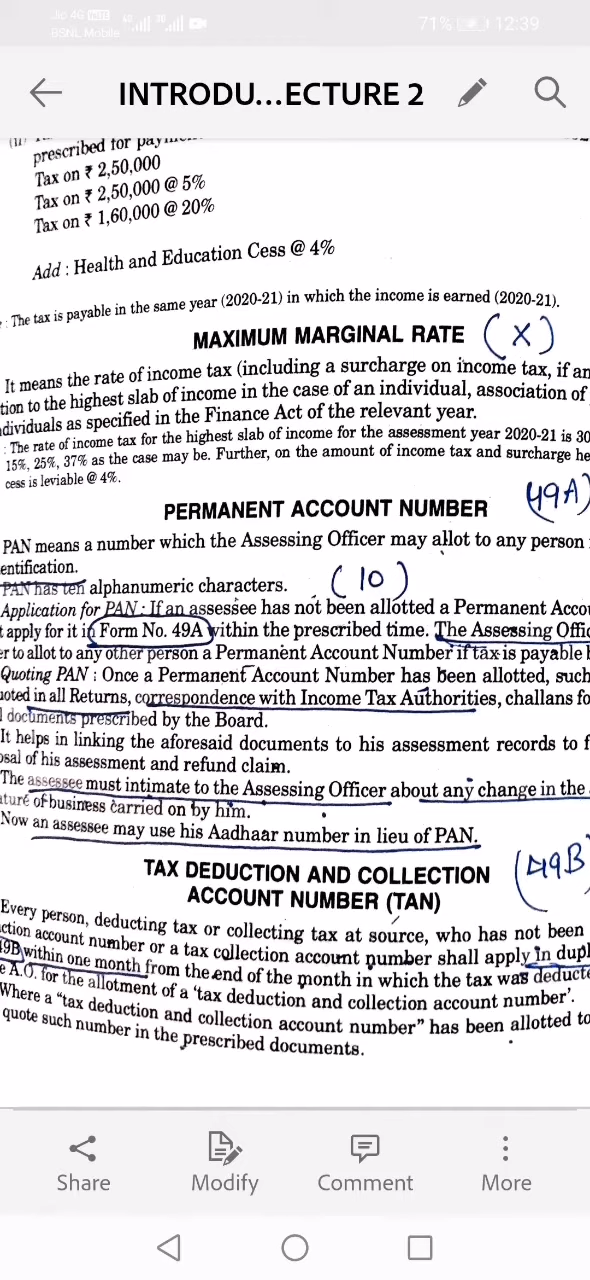 Jio 4G VoLTE
BSNL Mobile
71% 12:39
INTRODU...ECTURE 2
prescribed for
Tax on ₹ 2,50,000
Tax on ₹ 2,50,000 @ 5%
Tax on ₹ 1,60,000 @ 20%
Add : Health and Education Cess @ 4%
: The tax is payable in the same year (2020-21) in which the income is earned (2020-21).
MAXIMUM MARGINAL RATE (X)
It means the rate of income tax (including a surcharge on income tax, if an
tion to the highest slab of income in the case of an individual, association of
dividuals as specified in the Finance Act of the relevant year.
: The rate of income tax for the highest slab of income for the assessment year 2020-21 is 30
15%, 25%, 37% as the case may be. Further, on the amount of income tax and surcharge he
cess is leviable @ 4%.
PERMANENT ACCOUNT NUMBER (49A)
PAN means a number which the Assessing Officer may allot to any person
entification.
PAN has ten alphanumeric characters. (10)
Application for PAN : If an assessee has not been allotted a Permanent Accou
t apply for it in Form No. 49A within the prescribed time. The Assessing Offic
er to allot to any other person a Permanent Account Number if tax is payable b
Quoting PAN : Once a Permanent Account Number has been allotted, such
uoted in all Returns, correspondence with Income Tax Authorities, challans fo
l documents prescribed by the Board.
It helps in linking the aforesaid documents to his assessment records to f
osal of his assessment and refund claim.
The assessee must intimate to the Assessing Officer about any change in the
ature of business carried on by him.
Now an assessee may use his Aadhaar number in lieu of PAN.
TAX DEDUCTION AND COLLECTION (49B
ACCOUNT NUMBER (TAN)
Every person, deducting tax or collecting tax at source, who has not been
ction account number or a tax collection account number shall apply in dupl
49B within one month from the end of the month in which the tax was deducte
e A.O. for the allotment of a 'tax deduction and collection account number'.
Where a "tax deduction and collection account number" has been allotted to
quote such number in the prescribed documents.
Share
Modify
Comment
More